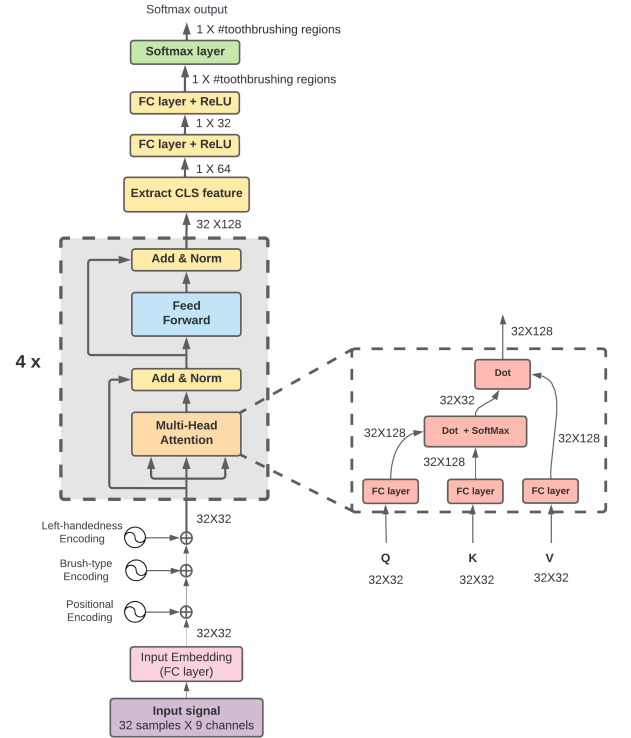 Softmax output
1 X #toothbrushing regions
Softmax layer
1 X #toothbrushing regions
FC layer + ReLU
1 X 32
FC layer + ReLU
1 X 64
Extract CLS feature
32 X128
Add & Norm
Feed
Forward
4 x
Add & Norm
Multi-Head
Attention
32X32
Left-handedness
Encoding
Brush-type
Encoding
Positional
Encoding
32X32
Input Embedding
(FC layer)
Input signal
32 samples X 9 channels
32X128
Dot
32X32
Dot + SoftMax
32X128
32X128
32X128
FC layer
FC layer
FC layer
Q
K
V
32X32
32X32
32X32